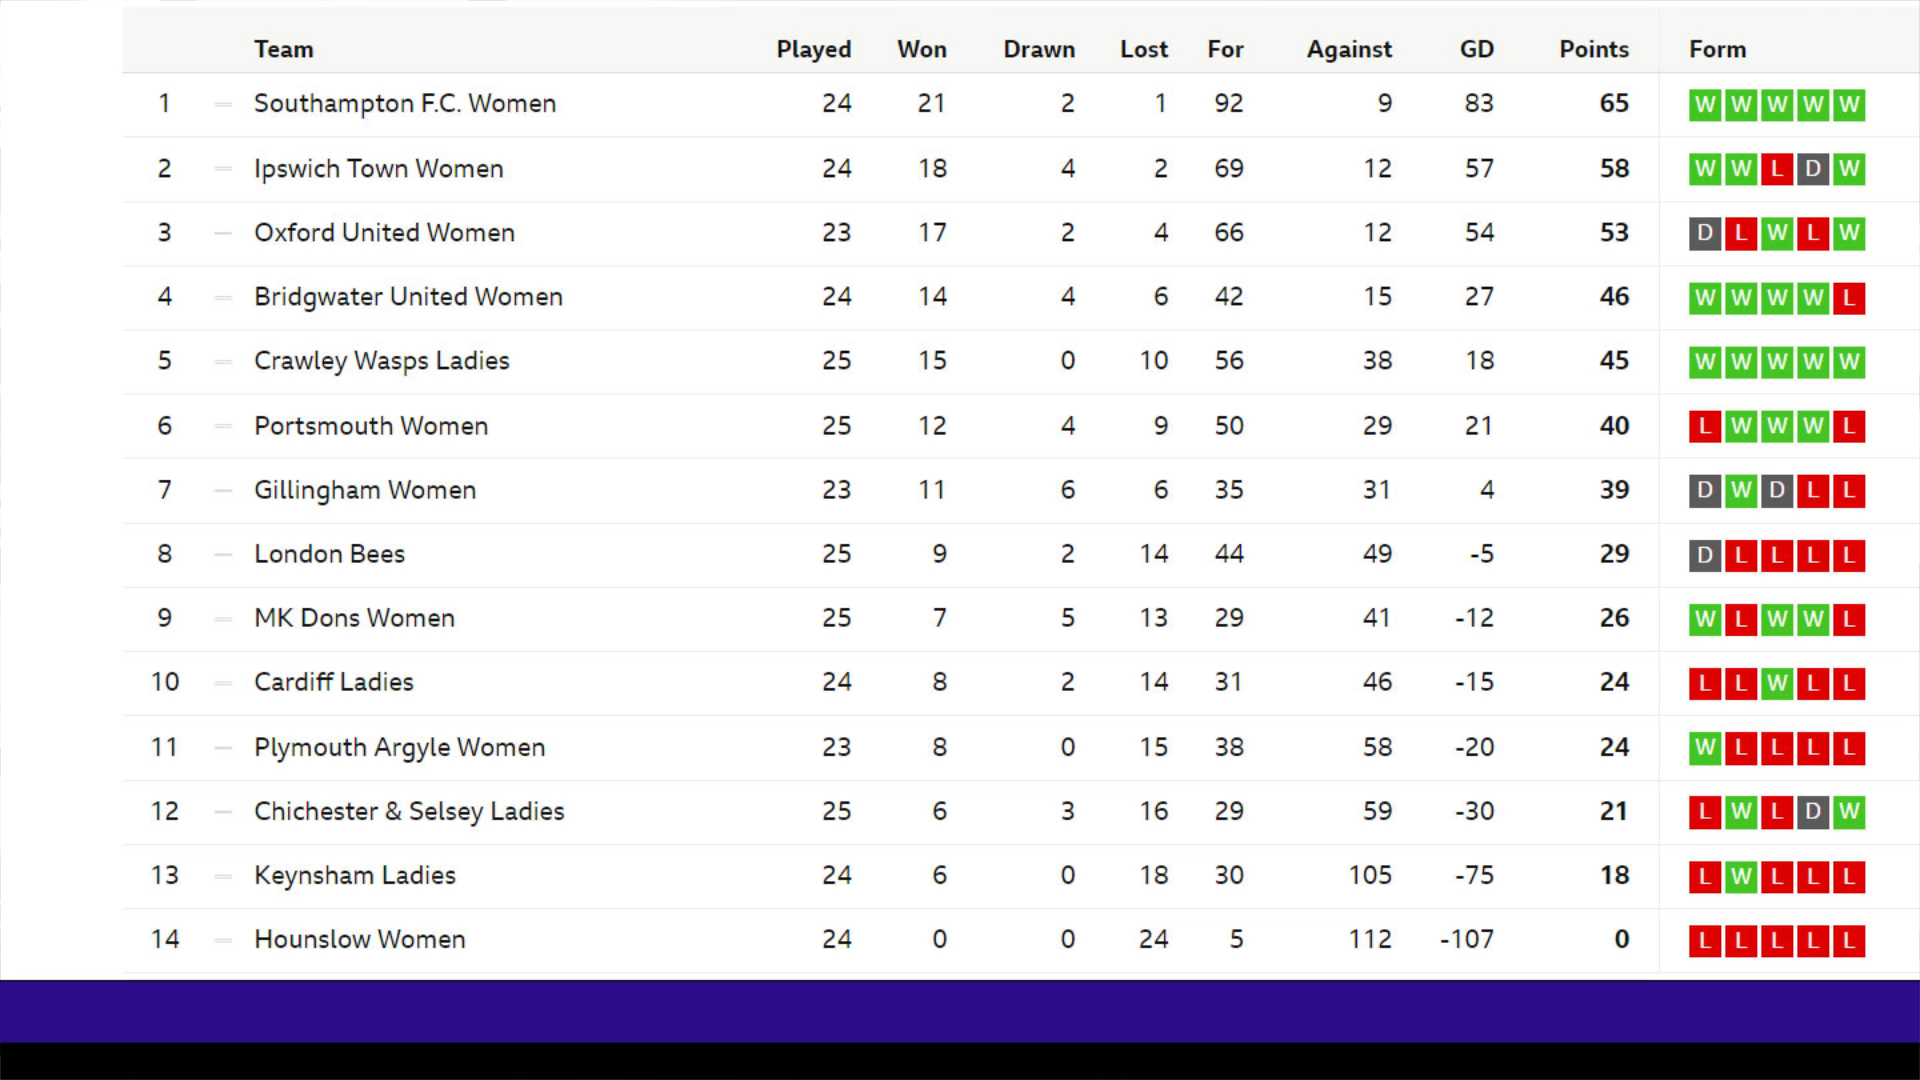 Team Played Won Drawn Lost For Against GD Points Form
1 Southampton F.C. Women 24 21 2 1 92 9 83 65 W W W W W
2 Ipswich Town Women 24 18 4 2 69 12 57 58 W W L D W
3 Oxford United Women 23 17 2 4 66 12 54 53 D L W L W
4 Bridgwater United Women 24 14 4 6 42 15 27 46 W W W W L
5 Crawley Wasps Ladies 25 15 0 10 56 38 18 45 W W W W W
6 Portsmouth Women 25 12 4 9 50 29 21 40 L W W W L
7 Gillingham Women 23 11 6 6 35 31 4 39 D W D L L
8 London Bees 25 9 2 14 44 49 -5 29 D L L L L
9 MK Dons Women 25 7 5 13 29 41 -12 26 W L W W L
10 Cardiff Ladies 24 8 2 14 31 46 -15 24 L L W L L
11 Plymouth Argyle Women 23 8 0 15 38 58 -20 24 W L L L L
12 Chichester & Selsey Ladies 25 6 3 16 29 59 -30 21 L W L D W
13 Keynsham Ladies 24 6 0 18 30 105 -75 18 L W L L L
14 Hounslow Women 24 0 0 24 5 112 -107 0 L L L L L